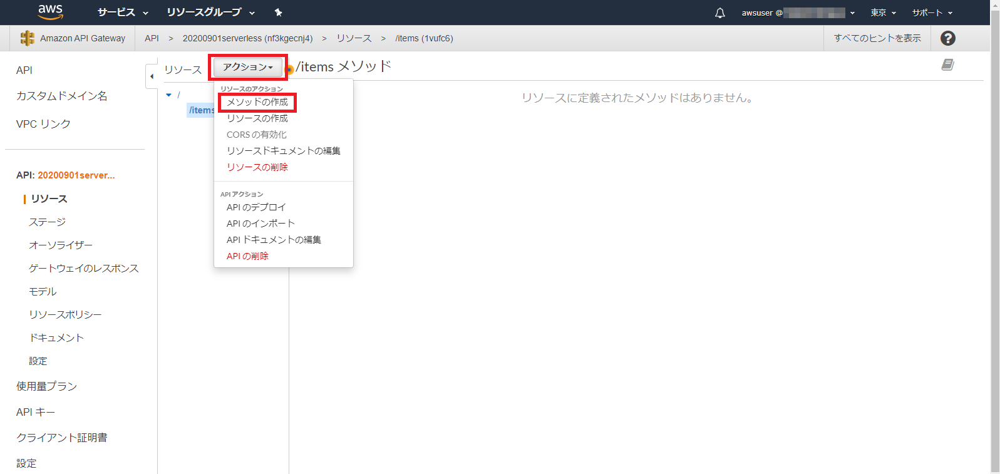 aws サービス リソースグループ awsuser @ 東京 サポート
Amazon API Gateway API > 20200901serverless (nf3kgecnj4) > リソース > /items (1vufc6) すべてのヒントを表示 ?
API
カスタムドメイン名
VPC リンク
API: 20200901server...
リソース
ステージ
オーソライザー
ゲートウェイのレスポンス
モデル
リソースポリシー
ドキュメント
設定
使用量プラン
API キー
クライアント証明書
設定
リソース アクション
/
/items
リソースのアクション
メソッドの作成
リソースの作成
CORS の有効化
リソースドキュメントの編集
リソースの削除
API アクション
API のデプロイ
API のインポート
API ドキュメントの編集
API の削除
/items メソッド
リソースに定義されたメソッドはありません。